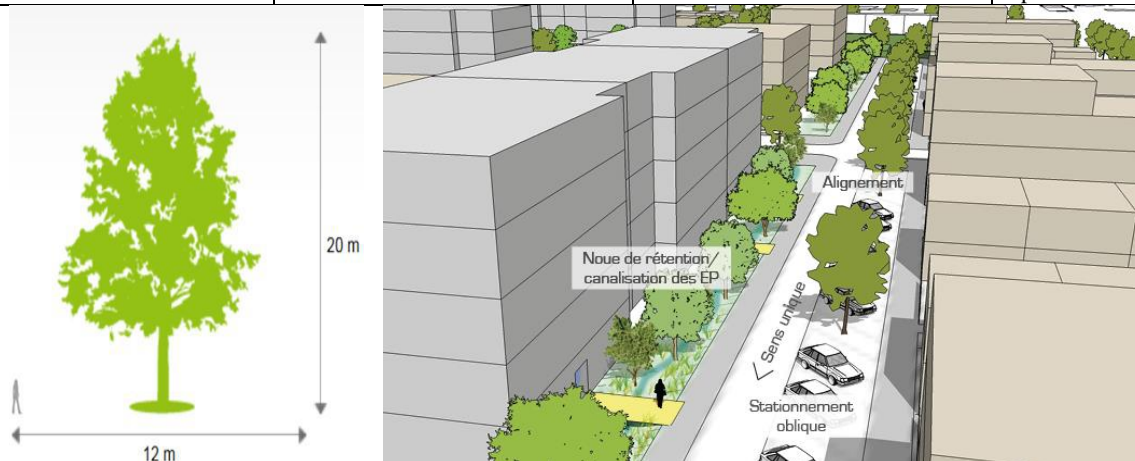 20 m
12 m
Alignement
Noue de rétention/
canalisation des EP
< Sens unique
Stationnement
oblique